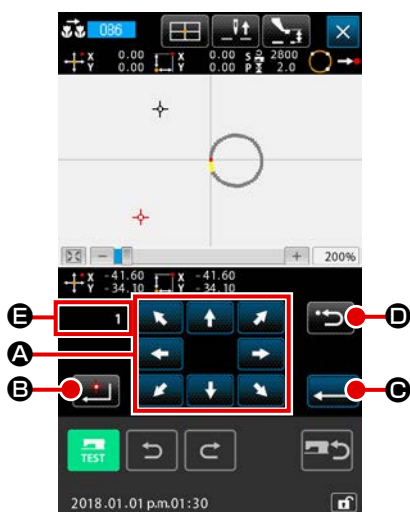 086
X 0.00 X 0.00 S 2800
Y 0.00 Y 0.00 P 2.0
200%
X -41.60 X -41.60
Y -34.10 Y -34.10
E 1 D
A
B C
TEST
2018.01.01 p.m.01:30